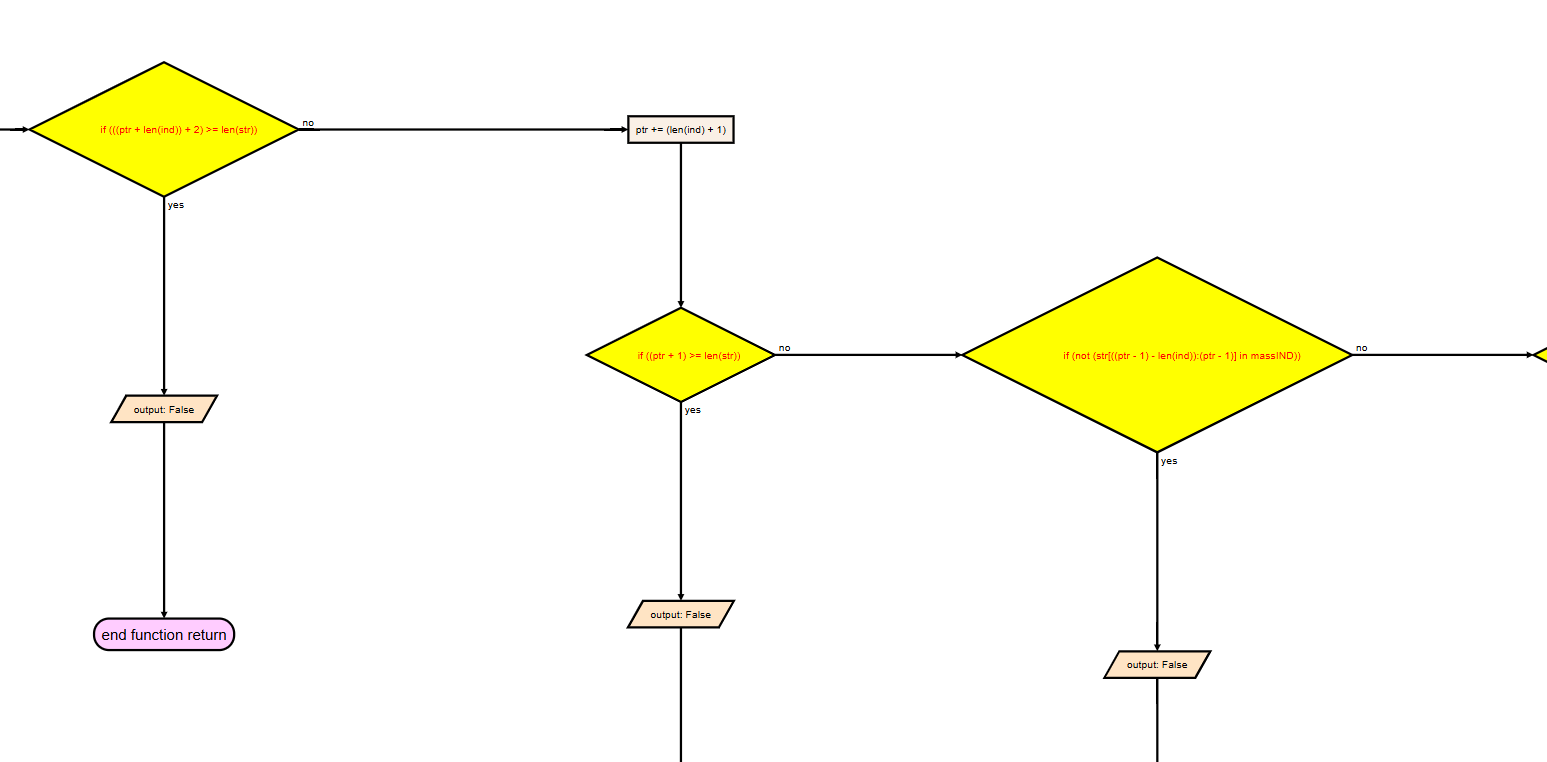 if (((ptr + len(ind)) + 2) >= len(str))
no
ptr += (len(ind) + 1)
yes
if ((ptr + 1) >= len(str))
no
if (not (str[((ptr - 1) - len(ind)):(ptr - 1)] in massIND))
no
output: False
yes
yes
output: False
end function return
output: False